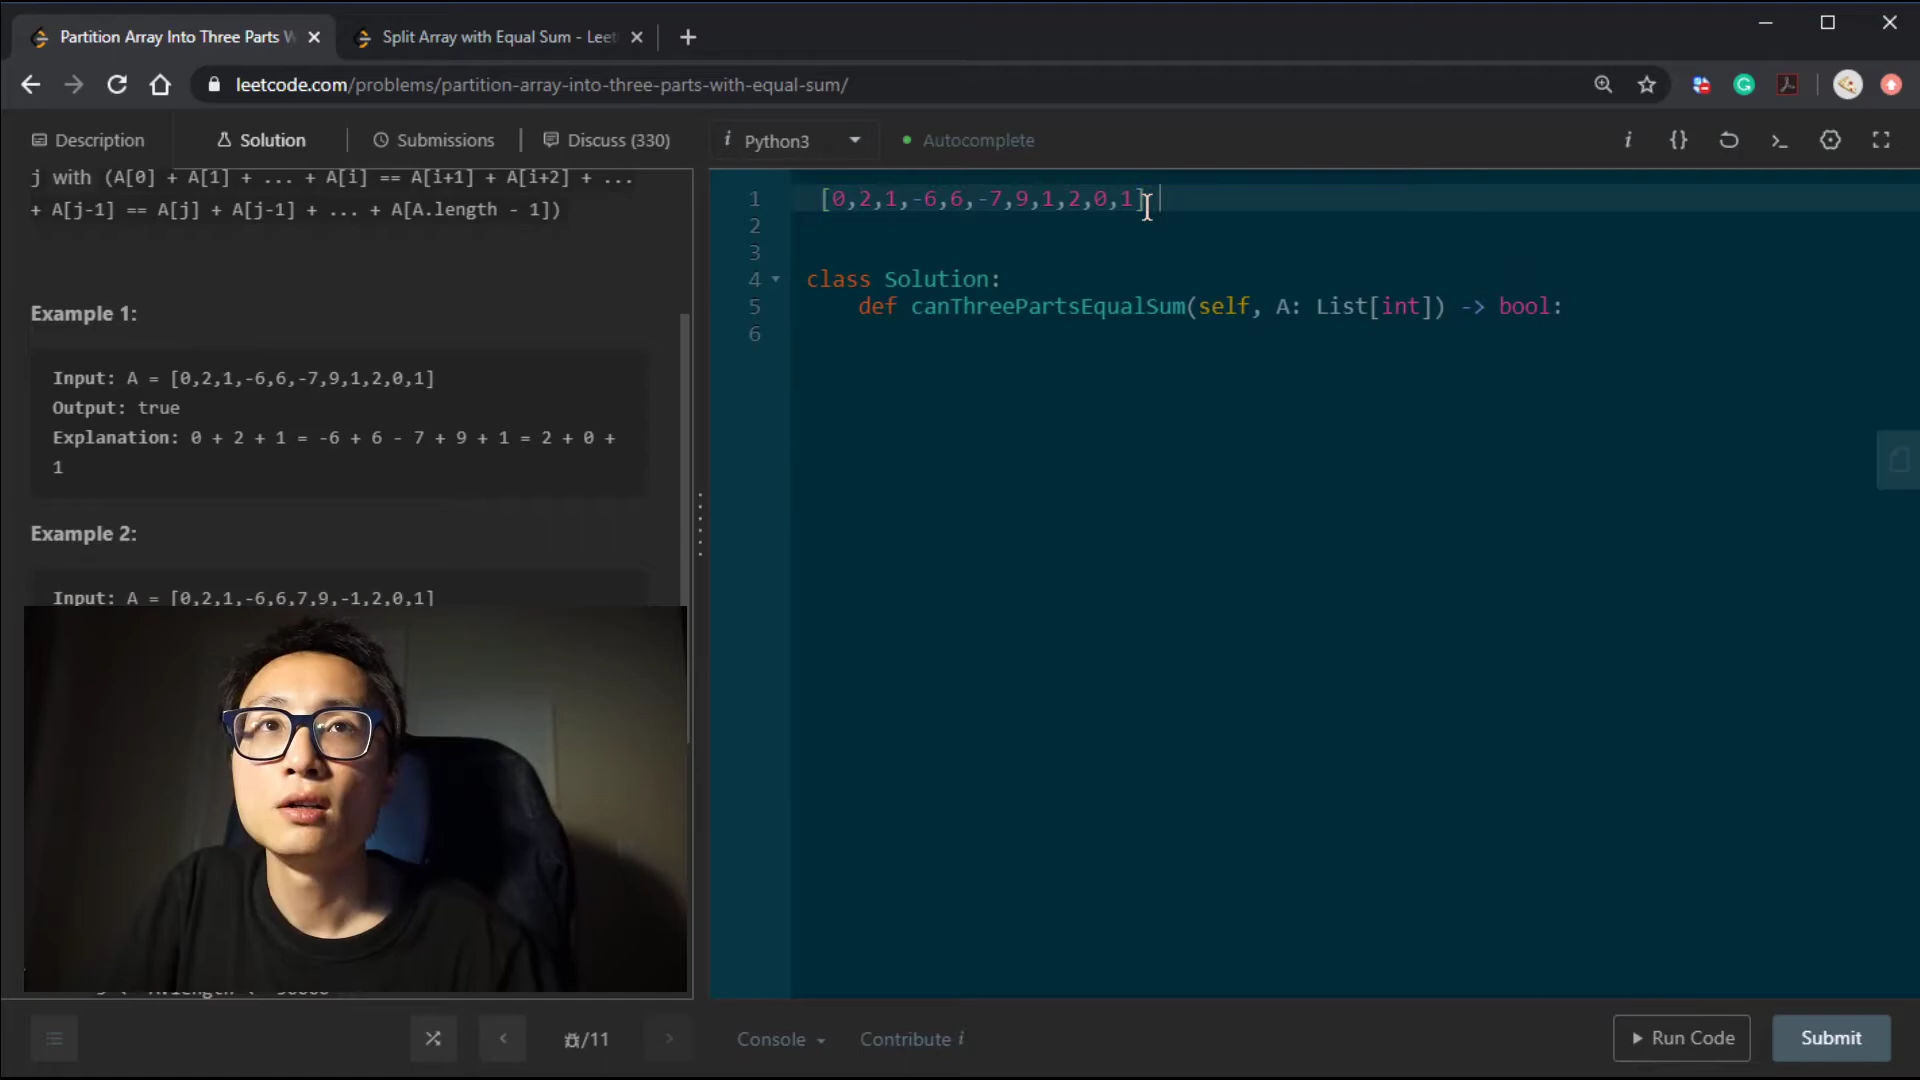 Partition Array Into Three Parts W
Split Array with Equal Sum - Leet
leetcode.com/problems/partition-array-into-three-parts-with-equal-sum/
Description
Solution
Submissions
Discuss (330)
i Python3
Autocomplete
j with (A[0] + A[1] + ... + A[i] == A[i+1] + A[i+2] + ...
+ A[j-1] == A[j] + A[j-1] + ... + A[A.length - 1])
Example 1:
Input: A = [0,2,1,-6,6,-7,9,1,2,0,1]
Output: true
Explanation: 0 + 2 + 1 = -6 + 6 - 7 + 9 + 1 = 2 + 0 +
1
Example 2:
Input: A = [0,2,1,-6,6,7,9,-1,2,0,1]
1 [0,2,1,-6,6,-7,9,1,2,0,1]
2
3
4 class Solution:
5 def canThreePartsEqualSum(self, A: List[int]) -> bool:
6
/11
Console
Contribute i
Run Code
Submit